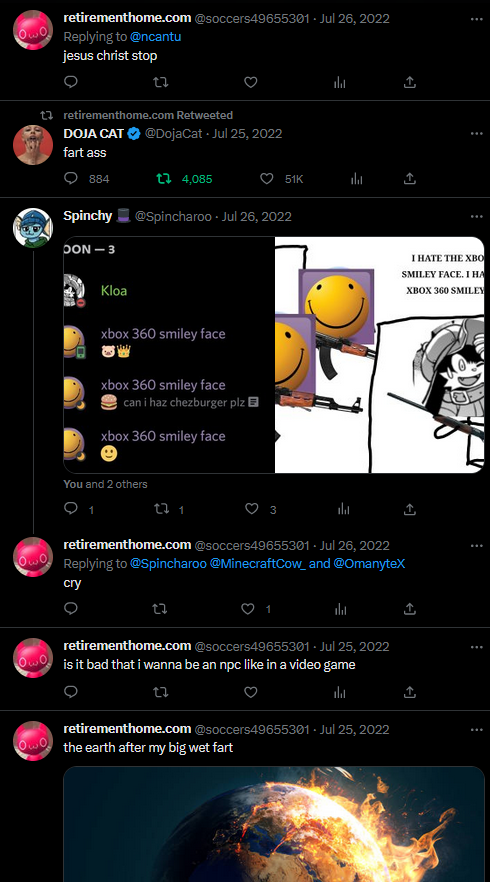 retirementhome.com @soccers49655301 · Jul 26, 2022
Replying to @ncantu
jesus christ stop
retirementhome.com Retweeted
DOJA CAT @DojaCat · Jul 25, 2022
fart ass
884 4,085 51K
Spinchy @Spincharoo · Jul 26, 2022
OON — 3
Kloa
xbox 360 smiley face
xbox 360 smiley face
can i haz chezburger plz
xbox 360 smiley face
I HATE THE XBO
SMILEY FACE. I HA
XBOX 360 SMILEY
You and 2 others
1 1 3
retirementhome.com @soccers49655301 · Jul 26, 2022
Replying to @Spincharoo @MinecraftCow_ and @OmanyteX
cry
1
retirementhome.com @soccers49655301 · Jul 25, 2022
is it bad that i wanna be an npc like in a video game
retirementhome.com @soccers49655301 · Jul 25, 2022
the earth after my big wet fart